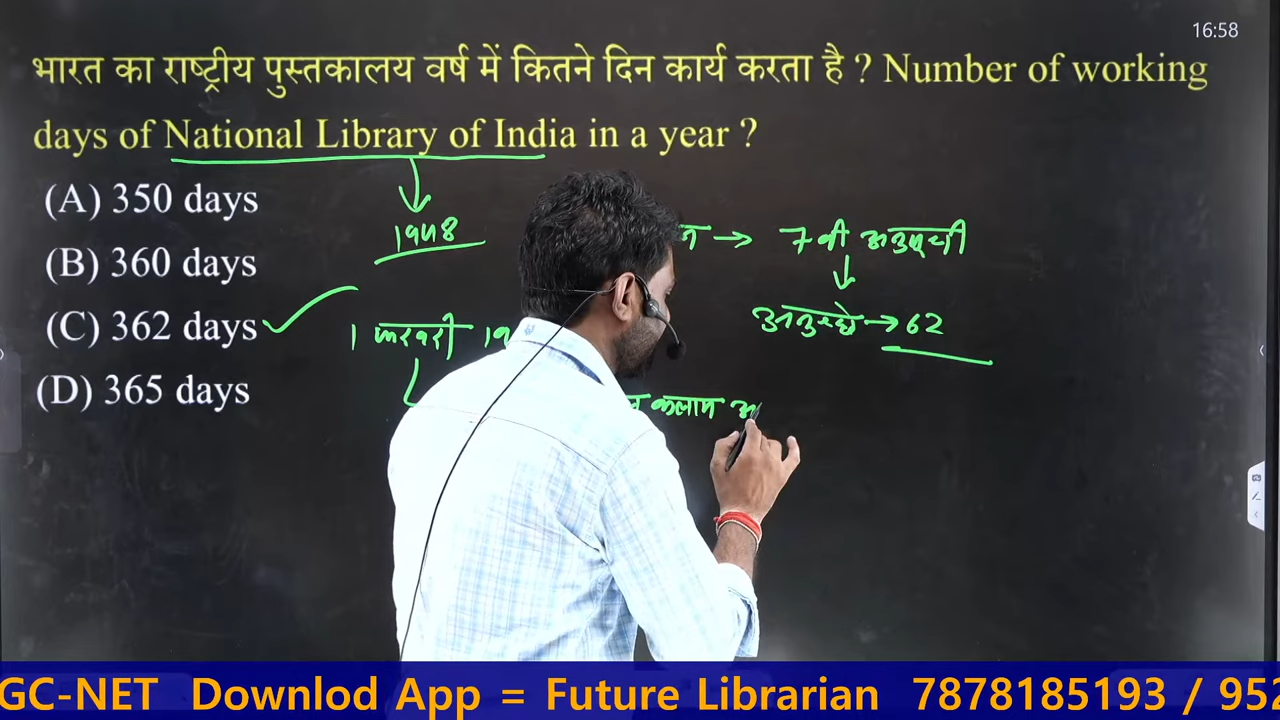 16:58
भारत का राष्ट्रीय पुस्तकालय वर्ष में कितने दिन कार्य करता है ? Number of working
days of National Library of India in a year ?
(A) 350 days
(B) 360 days
(C) 362 days
(D) 365 days
1948
→ 7 वी अनुसूची
अनुच्छेद → 62
1 फरवरी
कलाम
GC-NET Downlod App = Future Librarian 7878185193 / 952